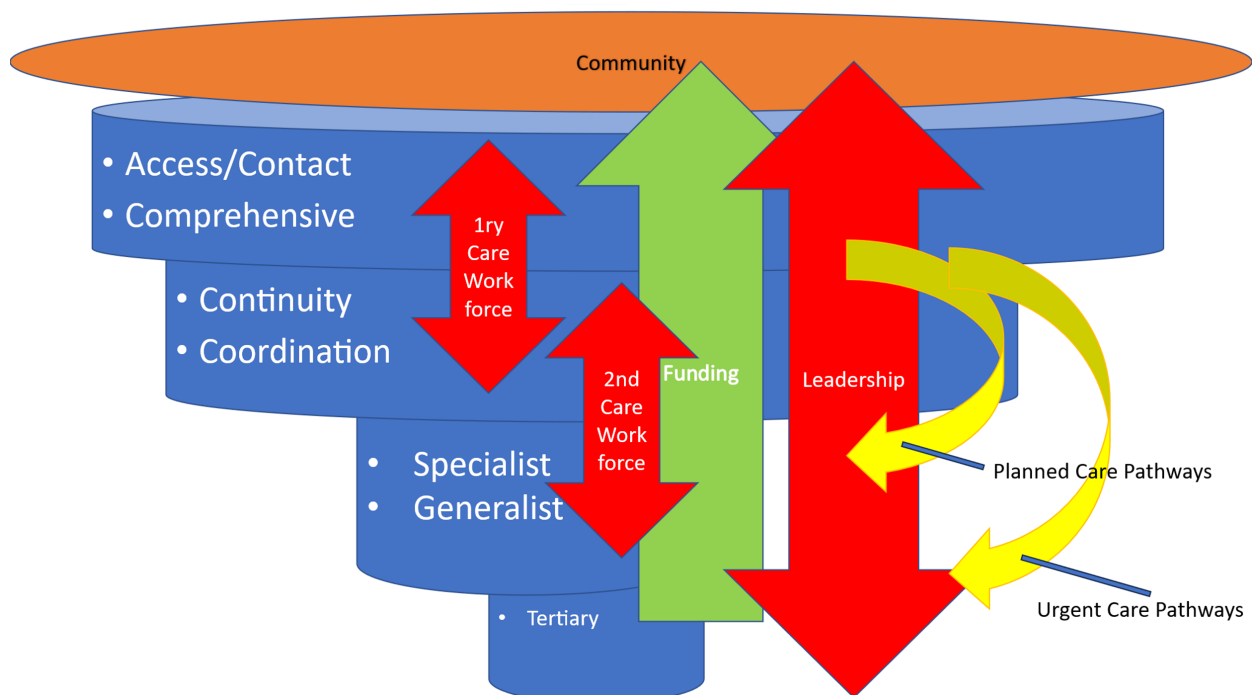 Community
• Access/Contact
• Comprehensive
1ry
Care
Work
force
• Continuity
• Coordination
2nd
Care
Work
force
Funding
Leadership
• Specialist
• Generalist
Planned Care Pathways
Urgent Care Pathways
• Tertiary